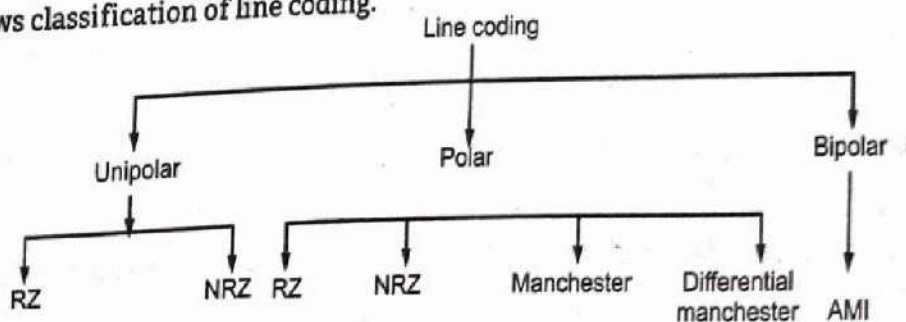 ws classification of line coding.
Line coding
Unipolar
Polar
Bipolar
RZ
NRZ
RZ
NRZ
Manchester
Differential
manchester
AMI